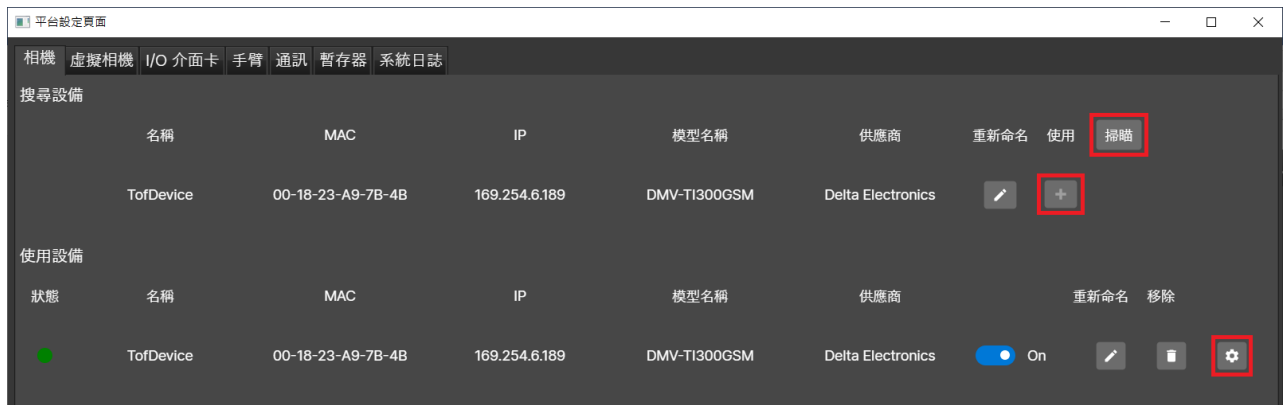 平台設定頁面
相機 虛擬相機 I/O 介面卡 手臂 通訊 暫存器 系統日誌
搜尋設備
名稱 MAC IP 模型名稱 供應商 重新命名 使用 掃瞄
TofDevice 00-18-23-A9-7B-4B 169.254.6.189 DMV-TI300GSM Delta Electronics
使用設備
狀態 名稱 MAC IP 模型名稱 供應商 重新命名 移除
TofDevice 00-18-23-A9-7B-4B 169.254.6.189 DMV-TI300GSM Delta Electronics On